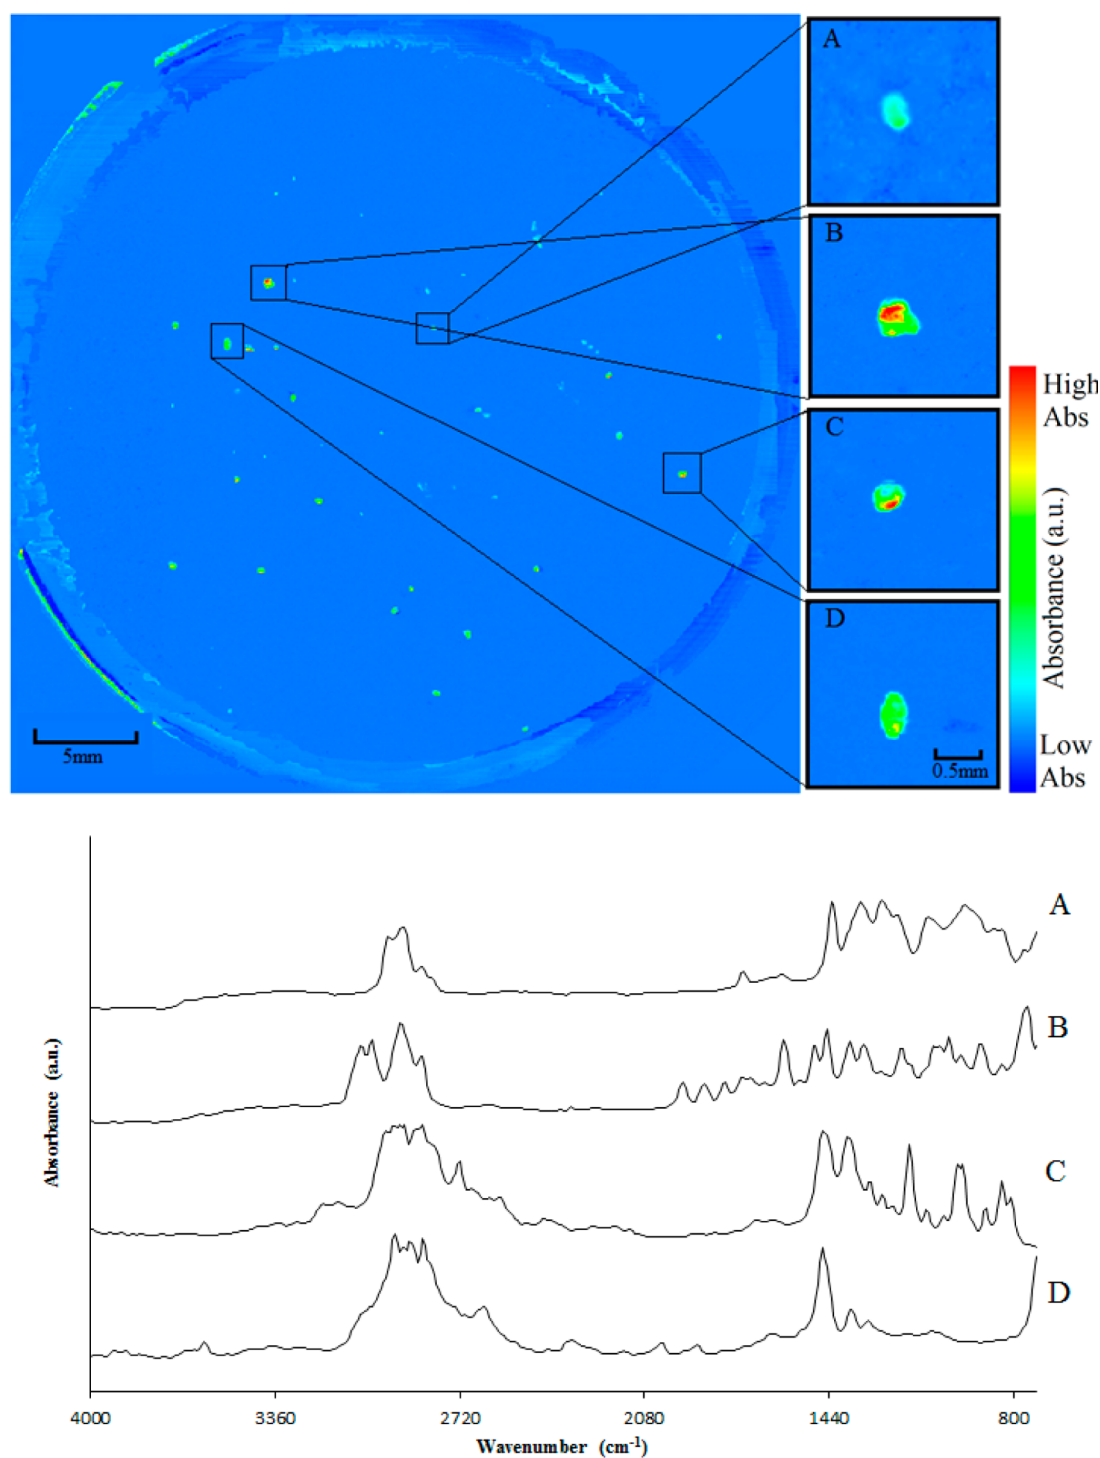 A
B
C
D
High
Abs
Absorbance (a.u.)
Low
Abs
5mm
0.5mm
A
B
C
D
Absorbance (a.u.)
4000 3360 2720 2080 1440 800
Wavenumber (cm⁻¹)